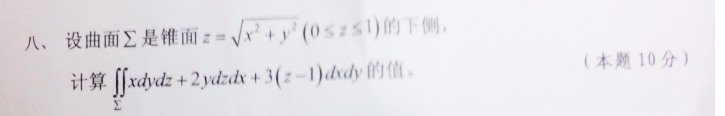 八、设曲面Σ是锥面 z = √(x² + y²) (0 ≤ z ≤ 1) 的下侧，
计算 ∬_Σ xdydz + 2ydzdx + 3(z − 1)dxdy 的值。 （本题 10 分）